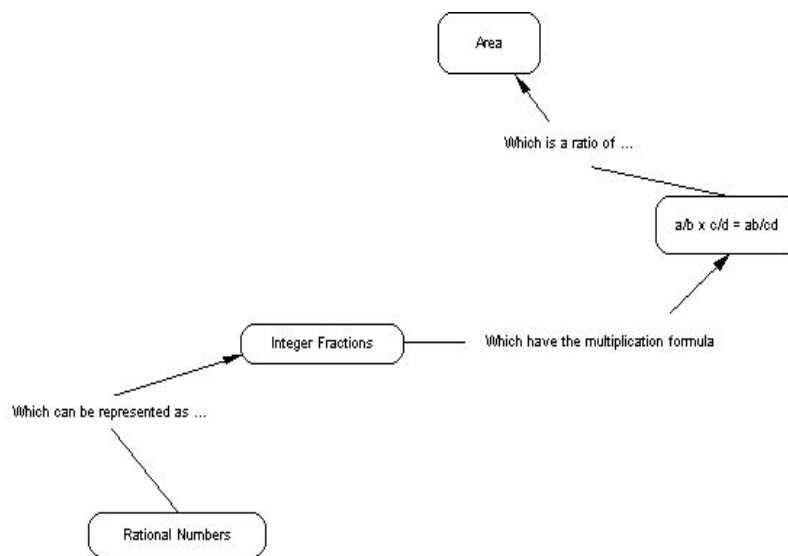 Area
Which is a ratio of ...
a/b x c/d = ab/cd
Integer Fractions
Which have the multiplication formula
Which can be represented as ...
Rational Numbers